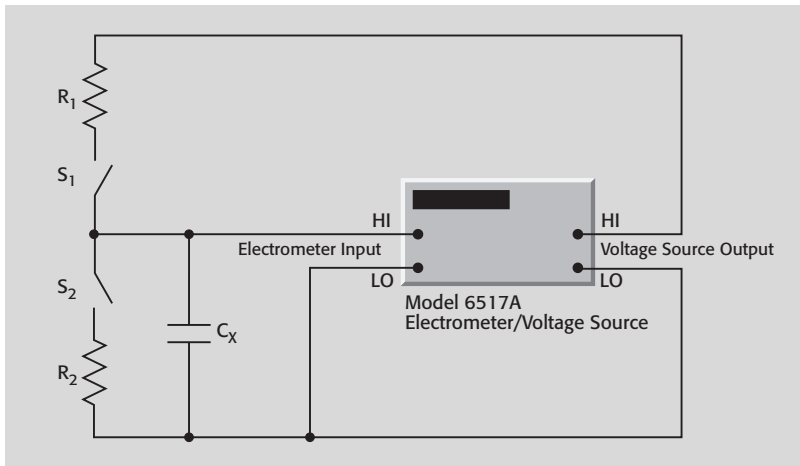 R1
S1
HI
HI
Electrometer Input
Voltage Source Output
LO
LO
S2
Model 6517A
Electrometer/Voltage Source
CX
R2